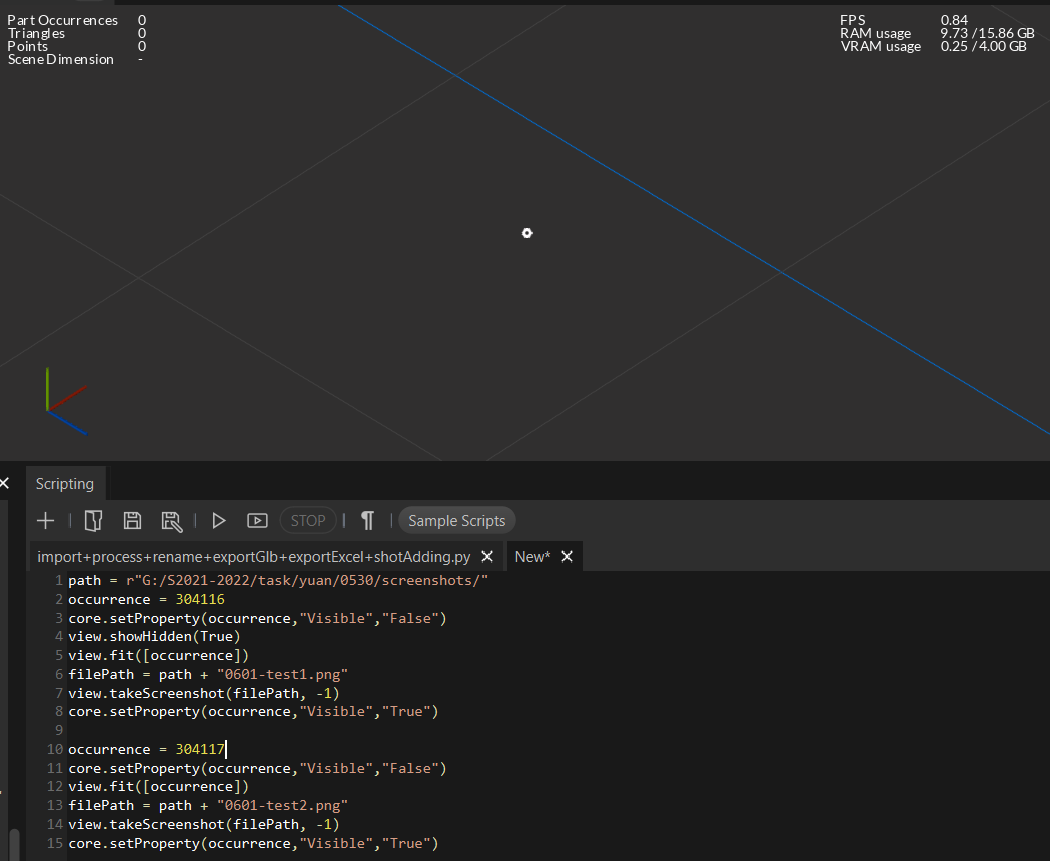 Part Occurrences 0
Triangles 0
Points 0
Scene Dimension -
FPS 0.84
RAM usage 9.73 / 15.86 GB
VRAM usage 0.25 / 4.00 GB
Scripting
STOP
Sample Scripts
import+process+rename+exportGlb+exportExcel+shotAdding.py
New*
1 path = r"G:/S2021-2022/task/yuan/0530/screenshots/"
2 occurrence = 304116
3 core.setProperty(occurrence,"Visible","False")
4 view.showHidden(True)
5 view.fit([occurrence])
6 filePath = path + "0601-test1.png"
7 view.takeScreenshot(filePath, -1)
8 core.setProperty(occurrence,"Visible","True")
9
10 occurrence = 304117
11 core.setProperty(occurrence,"Visible","False")
12 view.fit([occurrence])
13 filePath = path + "0601-test2.png"
14 view.takeScreenshot(filePath, -1)
15 core.setProperty(occurrence,"Visible","True")